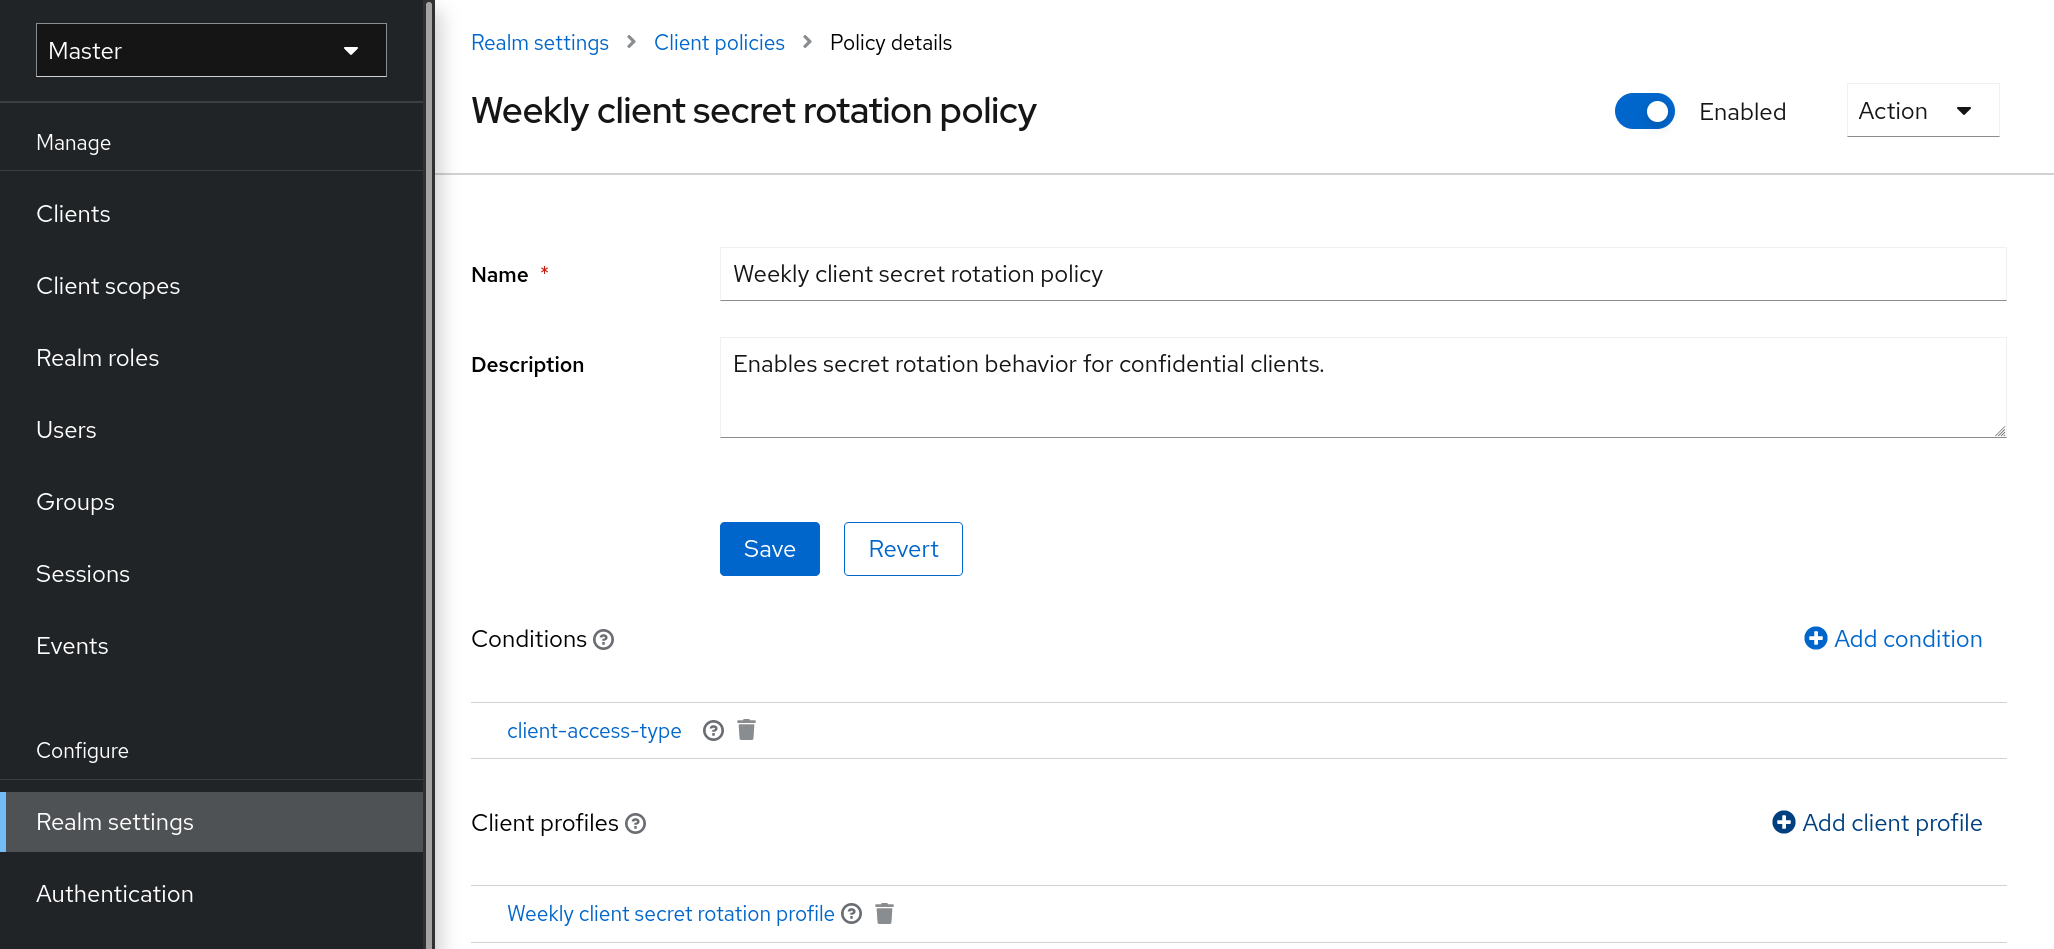 Master
Manage
Clients
Client scopes
Realm roles
Users
Groups
Sessions
Events
Configure
Realm settings
Authentication
Realm settings > Client policies > Policy details
Weekly client secret rotation policy
Enabled
Action
Name *
Weekly client secret rotation policy
Description
Enables secret rotation behavior for confidential clients.
Save
Revert
Conditions
Add condition
client-access-type
Client profiles
Add client profile
Weekly client secret rotation profile